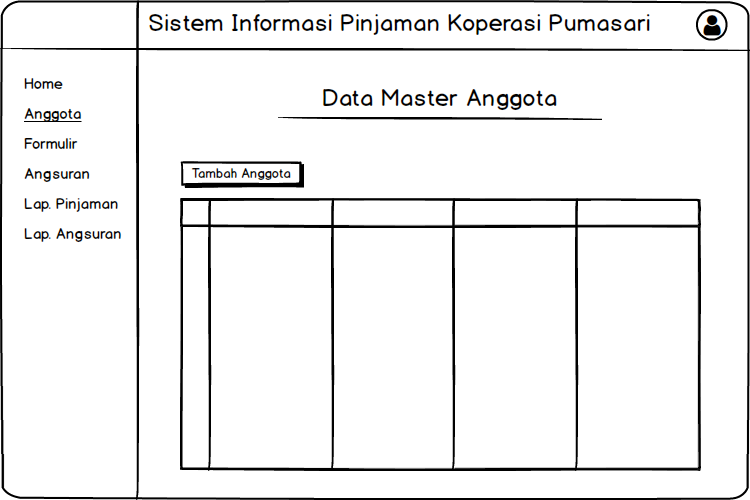 Sistem Informasi Pinjaman Koperasi Pumasari
Home
Anggota
Formulir
Angsuran
Lap. Pinjaman
Lap. Angsuran
Data Master Anggota
Tambah Anggota